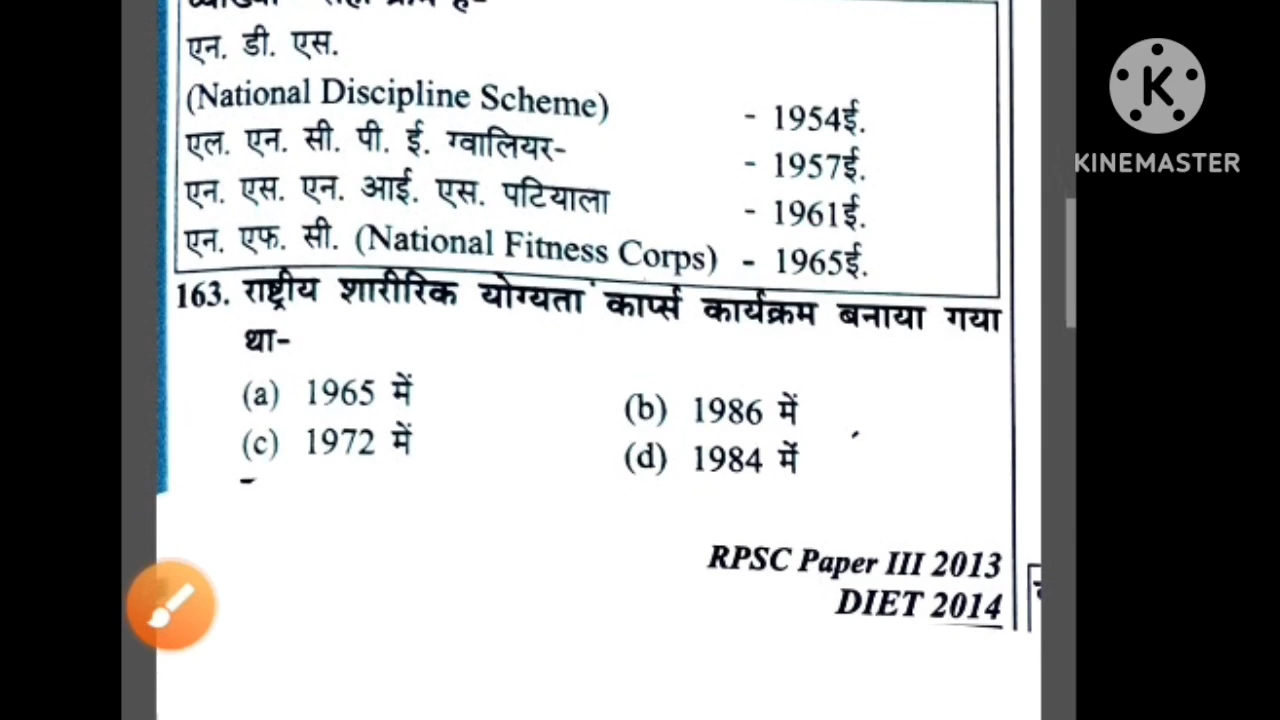 एन. डी. एस.
(National Discipline Scheme) - 1954ई.
एल. एन. सी. पी. ई. ग्वालियर- - 1957ई.
एन. एस. एन. आई. एस. पटियाला - 1961ई.
एन. एफ. सी. (National Fitness Corps) - 1965ई.
163. राष्ट्रीय शारीरिक योग्यता कार्प्स कार्यक्रम बनाया गया
था-
(a) 1965 में (b) 1986 में
(c) 1972 में (d) 1984 में
RPSC Paper III 2013
DIET 2014
K
KINEMASTER